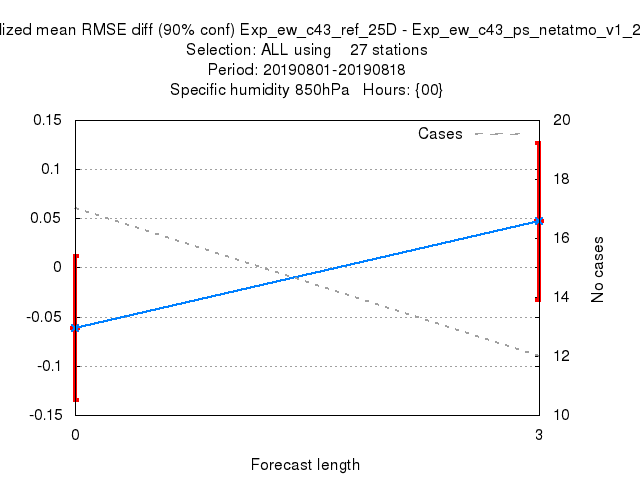 lized mean RMSE diff (90% conf) Exp_ew_c43_ref_25D - Exp_ew_c43_ps_netatmo_v1_2
Selection: ALL using    27 stations
Period: 20190801-20190818
Specific humidity 850hPa   Hours: {00}
Cases
0.15
0.1
0.05
0
-0.05
-0.1
-0.15
20
18
16
14
12
10
No cases
0
3
Forecast length